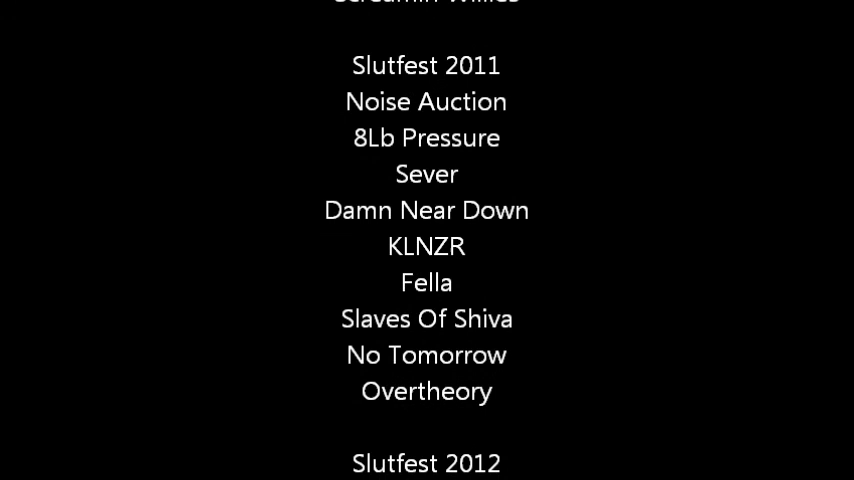 Slutfest 2011
Noise Auction
8Lb Pressure
Sever
Damn Near Down
KLNZR
Fella
Slaves Of Shiva
No Tomorrow
Overtheory
Slutfest 2012